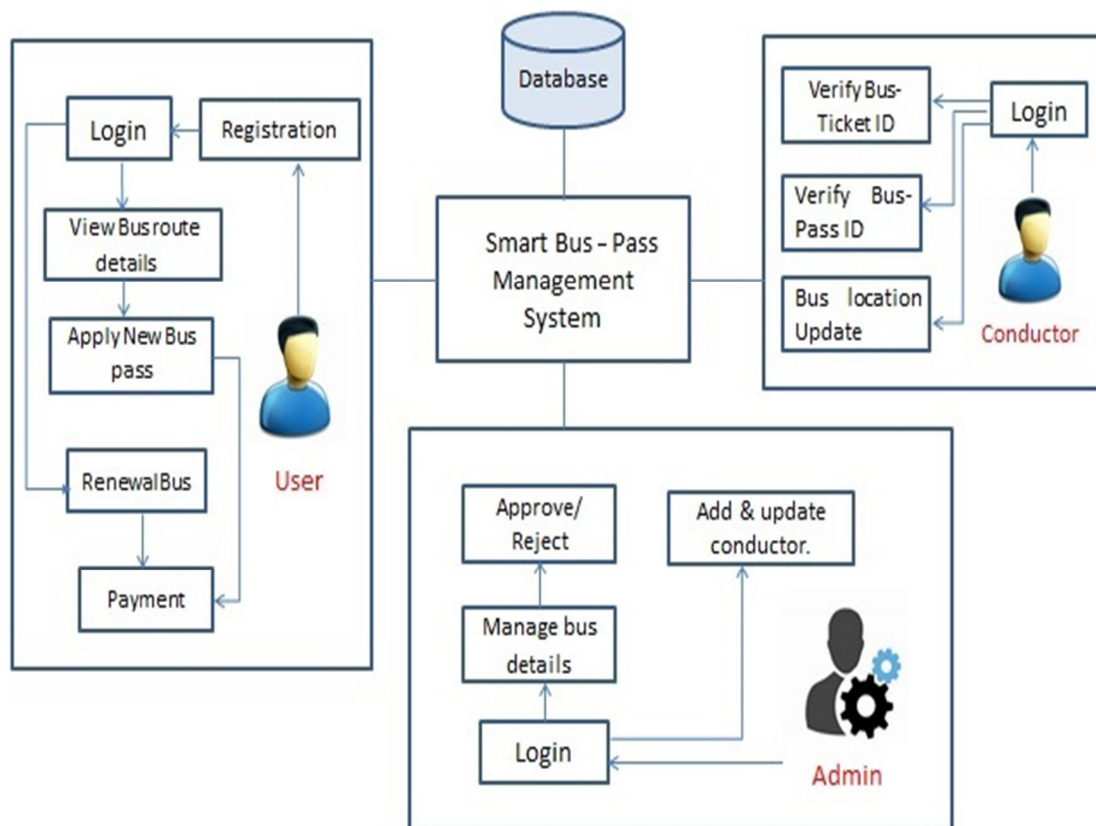 Database
Login
Registration
View Bus route
details
Apply New Bus
pass
Renewal Bus
Payment
User
Smart Bus – Pass
Management
System
Verify Bus-
Ticket ID
Login
Verify Bus-
Pass ID
Bus location
Update
Conductor
Approve/
Reject
Add & update
conductor.
Manage bus
details
Login
Admin